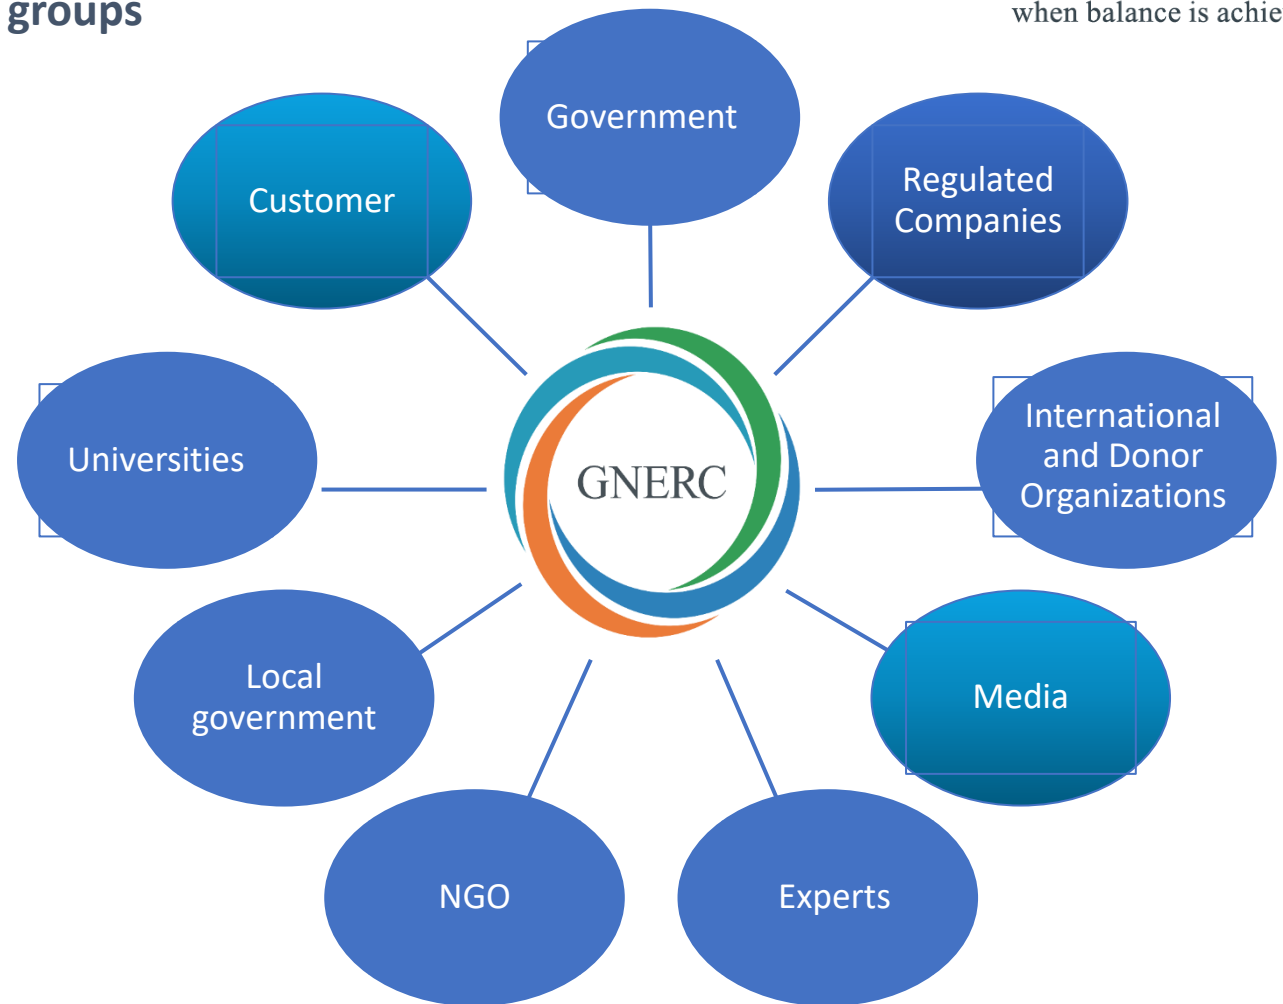 groups
when balance is achie
Government
Customer
Regulated
Companies
Universities
GNERC
International
and Donor
Organizations
Local
government
Media
NGO
Experts